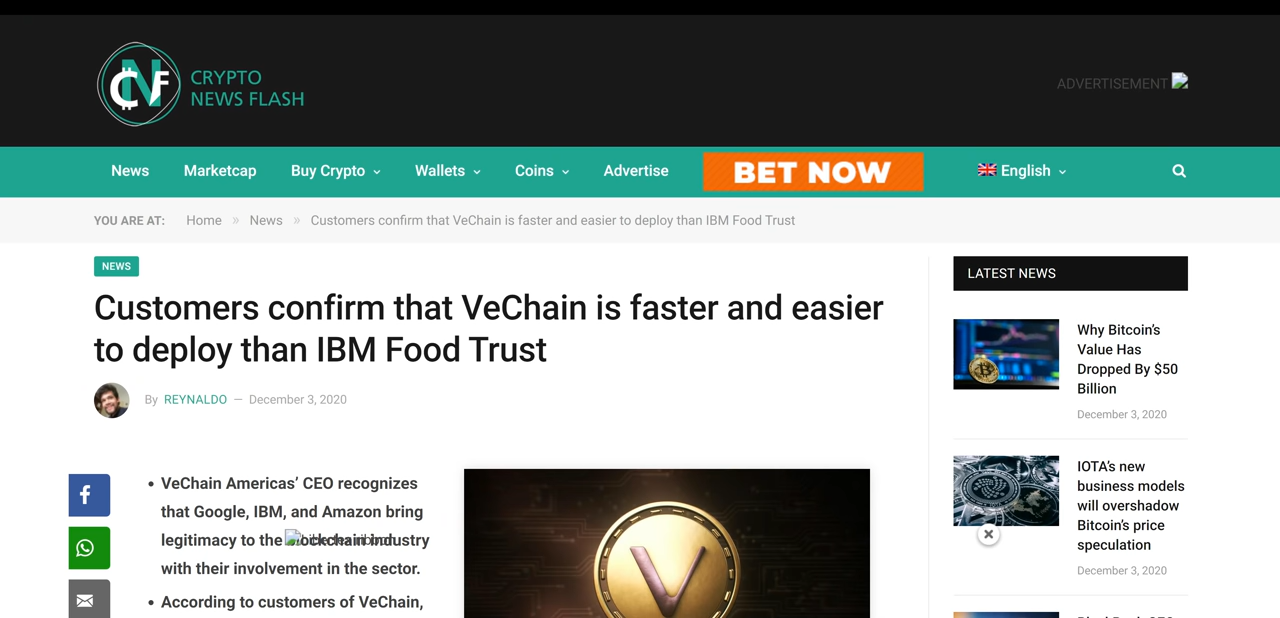 CNF
CRYPTO
NEWS FLASH
ADVERTISEMENT
News Marketcap Buy Crypto Wallets Coins Advertise BET NOW English
YOU ARE AT: Home » News » Customers confirm that VeChain is faster and easier to deploy than IBM Food Trust
NEWS
Customers confirm that VeChain is faster and easier
to deploy than IBM Food Trust
By REYNALDO — December 3, 2020
• VeChain Americas’ CEO recognizes
that Google, IBM, and Amazon bring
legitimacy to the blockchain industry
with their involvement in the sector.
• According to customers of VeChain,
LATEST NEWS
Why Bitcoin’s
Value Has
Dropped By $50
Billion
December 3, 2020
IOTA’s new
business models
will overshadow
Bitcoin’s price
speculation
December 3, 2020